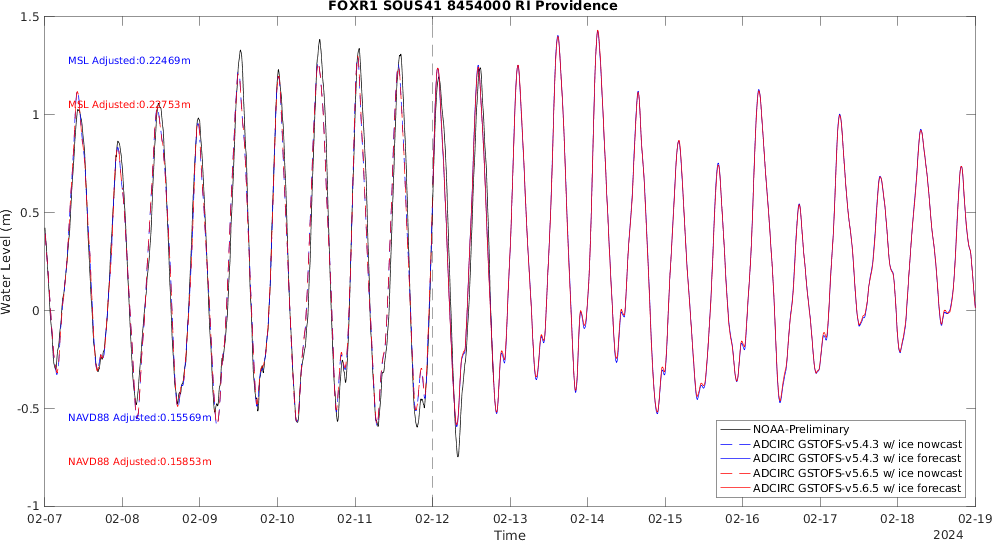 FOXR1 SOUS41 8454000 RI Providence
1.5
1
0.5
0
-0.5
-1
Water Level (m)
MSL Adjusted:0.22469m
MSL Adjusted:0.22753m
NAVD88 Adjusted:0.15569m
NAVD88 Adjusted:0.15853m
NOAA-Preliminary
ADCIRC GSTOFS-v5.4.3 w/ ice nowcast
ADCIRC GSTOFS-v5.4.3 w/ ice forecast
ADCIRC GSTOFS-v5.6.5 w/ ice nowcast
ADCIRC GSTOFS-v5.6.5 w/ ice forecast
02-07 02-08 02-09 02-10 02-11 02-12 02-13 02-14 02-15 02-16 02-17 02-18 02-19
Time
2024